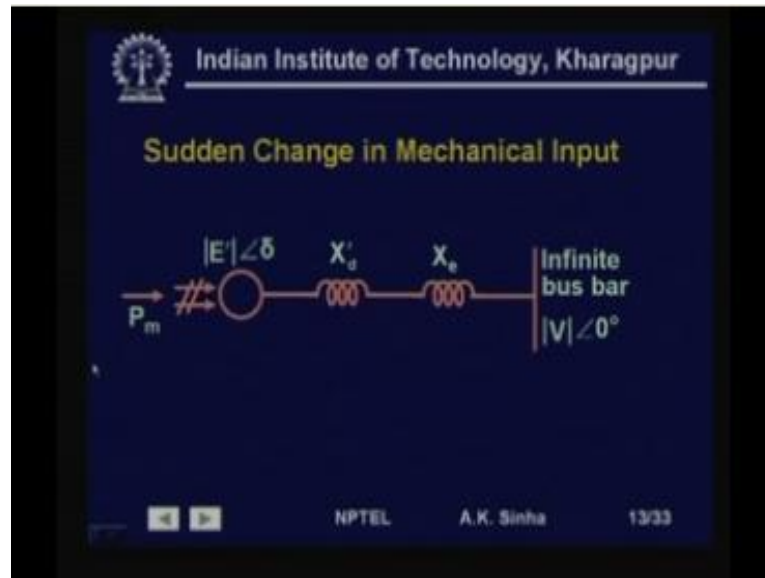 Indian Institute of Technology, Kharagpur
Sudden Change in Mechanical Input
|E'|∠δ X'd Xe Infinite
bus bar
Pm |V|∠0°
NPTEL A.K. Sinha 13/33